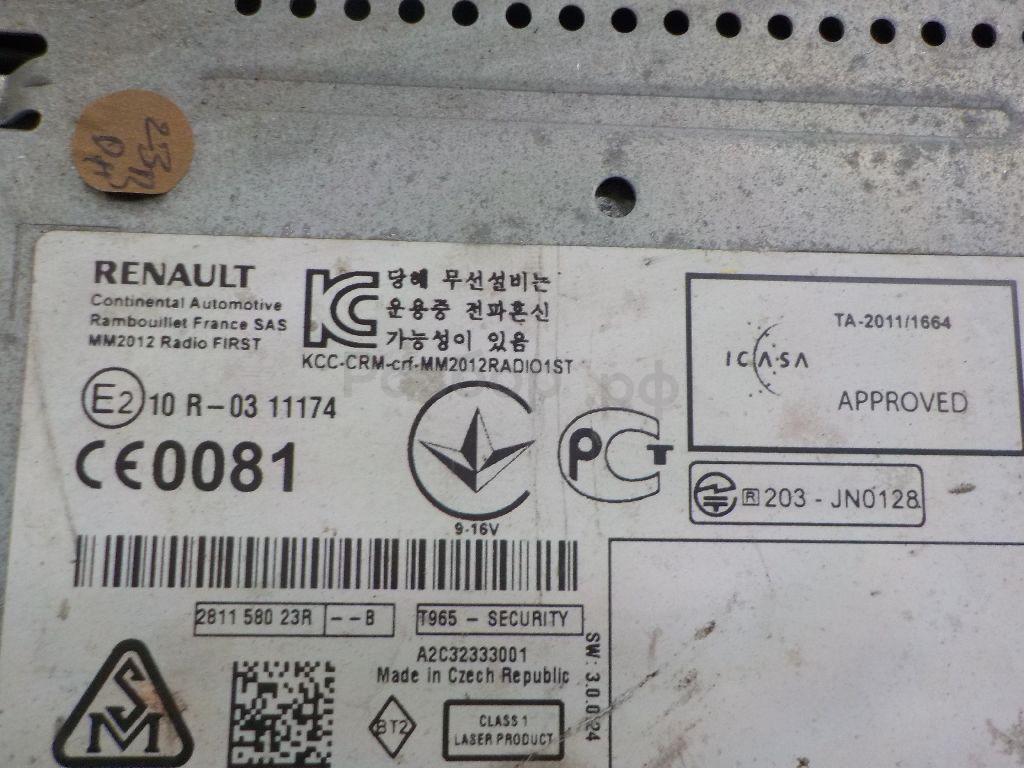 RENAULT
Continental Automotive
Rambouillet France SAS
MM2012 Radio FIRST
당해 무선설비는
운용중 전파혼신
가능성이 있음
KCC-CRM-crf-MM2012RADIO1ST
TA-2011/1664
ICASA
APPROVED
E2 10 R-03 11174
CE0081
9-16V
PCT
R 203 - JN0128
2811 580 23R --B
T965 - SECURITY
A2C32333001
Made in Czech Republic
SW: 3.0.0.24
SM
BT2
CLASS 1
LASER PRODUCT